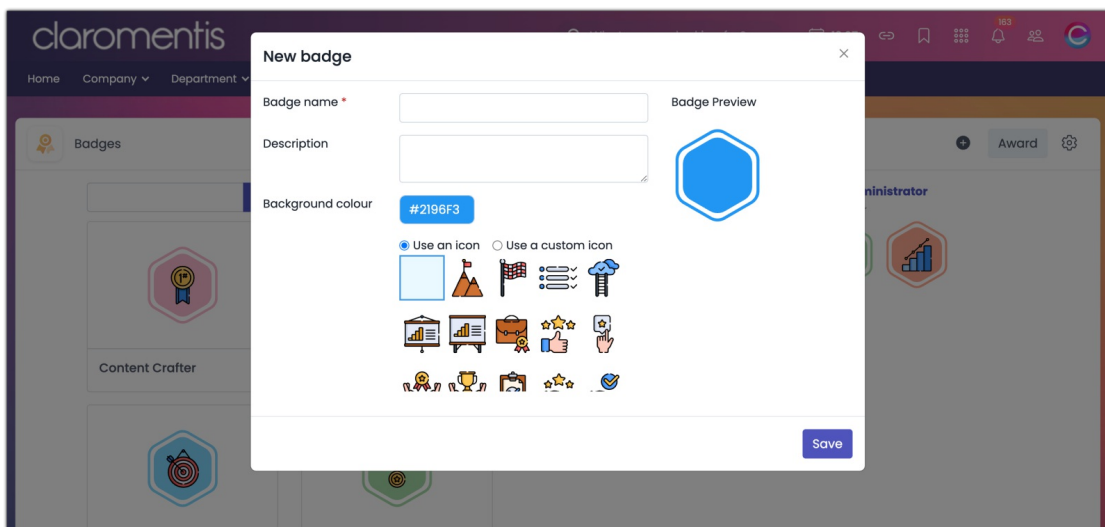 claromentis
163
Home Company Department
New badge
Badges
Award
Badge name *
Badge Preview
Description
Background colour
#2196F3
Use an icon Use a custom icon
1st
Content Crafter
Save